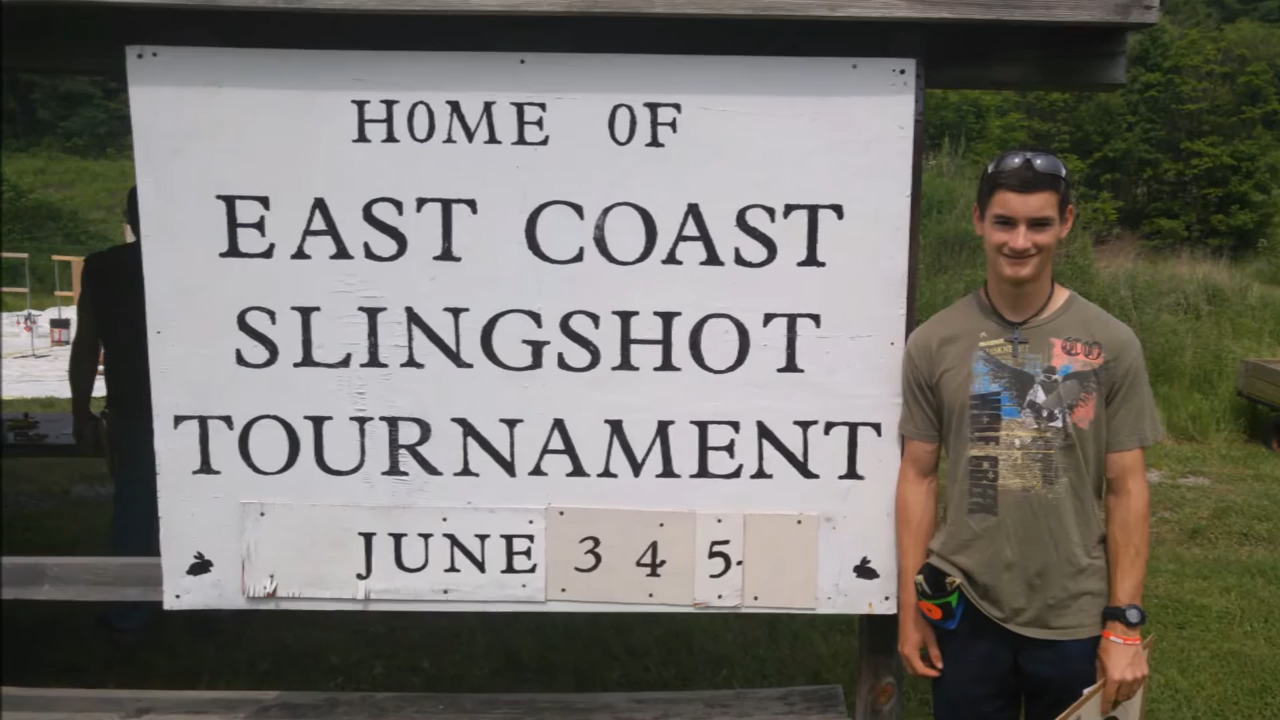 HOME OF
EAST COAST
SLINGSHOT
TOURNAMENT
JUNE 3 4 5